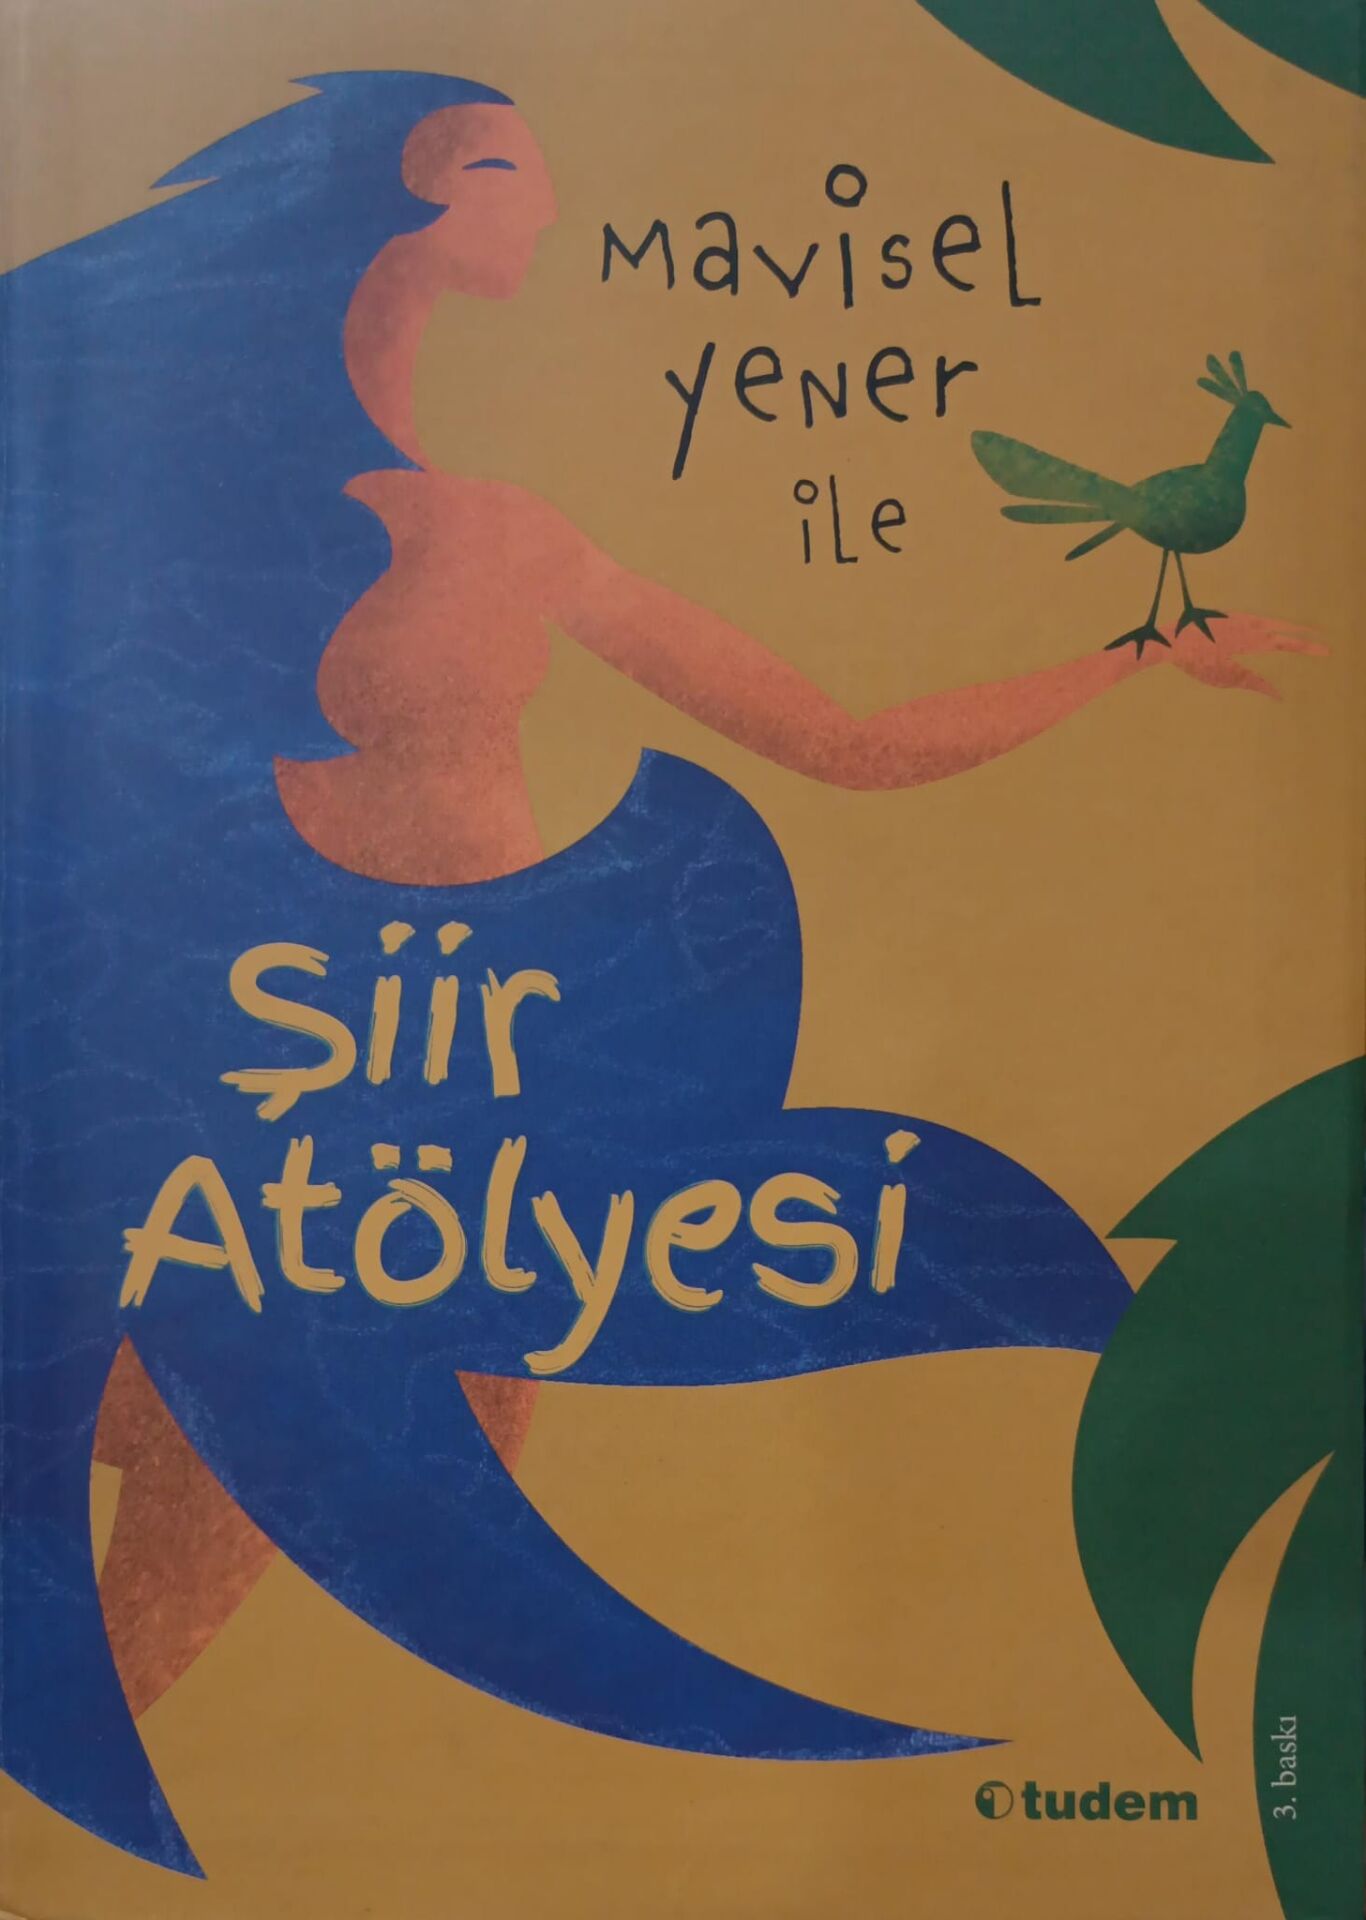 Mavisel
yener
ile
Şiir
Atölyesi
tudem
3. baskı